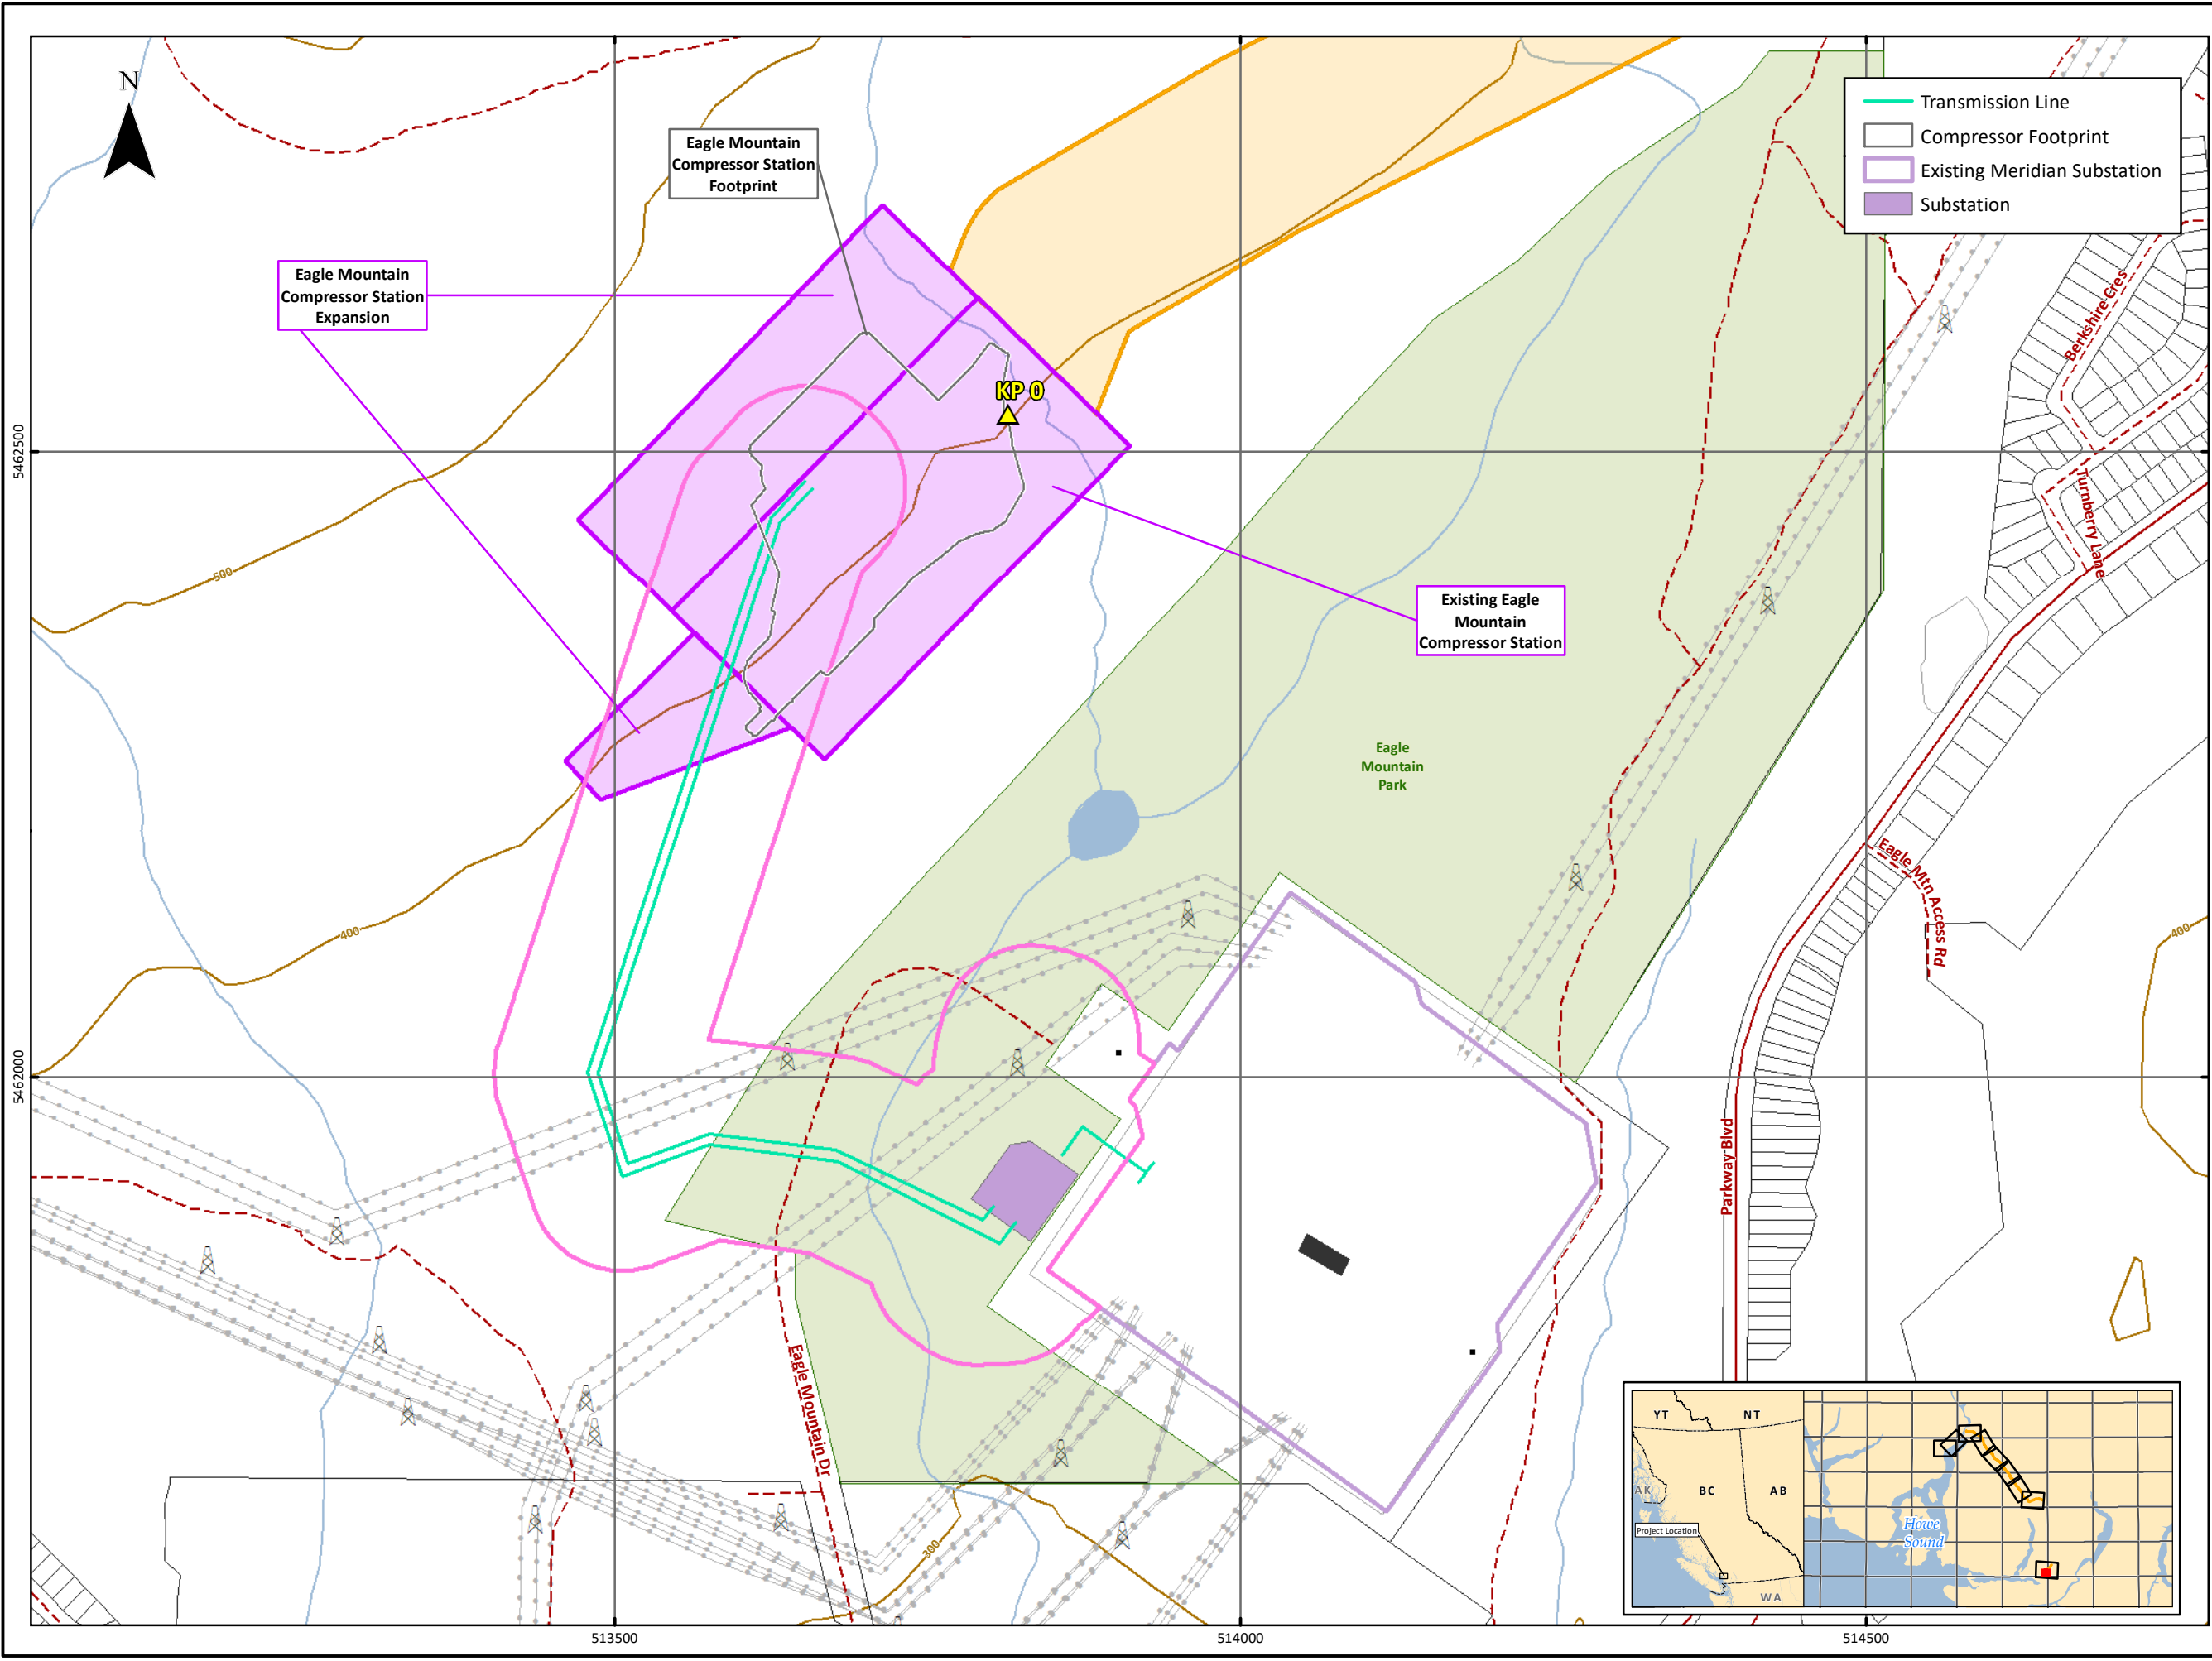 N
Transmission Line
Compressor Footprint
Existing Meridian Substation
Substation
Eagle Mountain
Compressor Station
Footprint
Eagle Mountain
Compressor Station
Expansion
Berkshire Cres
KP 0
5462500
Turnberry Lane
500
Existing Eagle
Mountain
Compressor Station
Eagle
Mountain
Park
Eagle Mtn Access Rd
400
400
5462000
Parkway Blvd
Eagle Mountain Dr
300
YT
NT
AK
BC
AB
Project Location
WA
Howe
Sound
513500
514000
514500